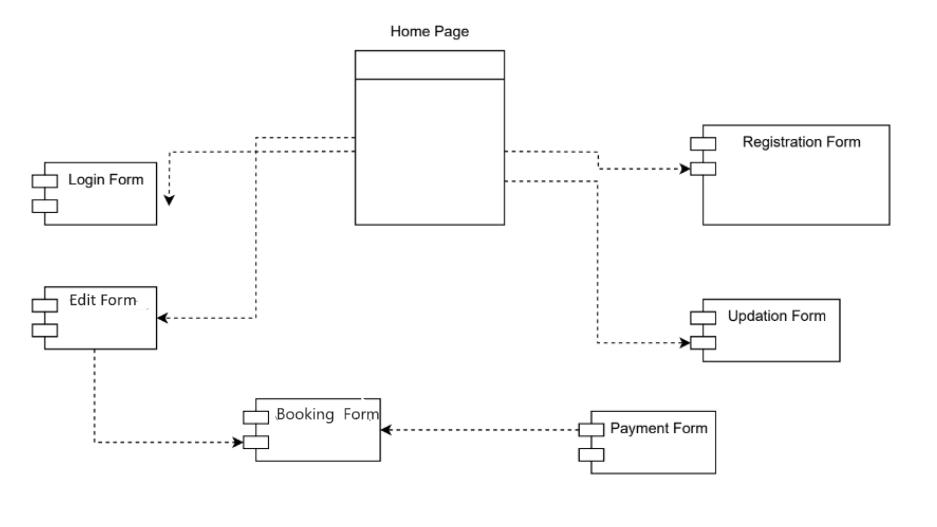 Home Page
Registration Form
Login Form
Edit Form
Updation Form
Booking Form
Payment Form